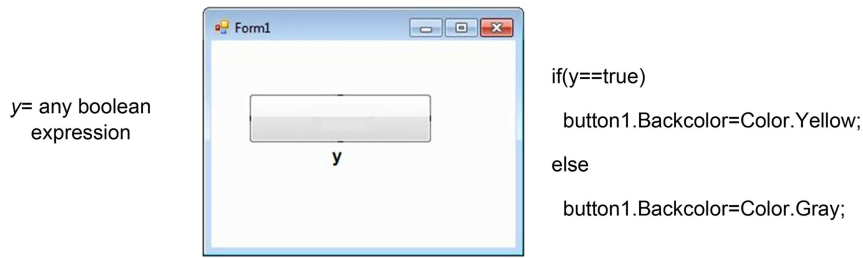 Form1
y= any boolean
expression
y
if(y==true)
button1.Backcolor=Color.Yellow;
else
button1.Backcolor=Color.Gray;